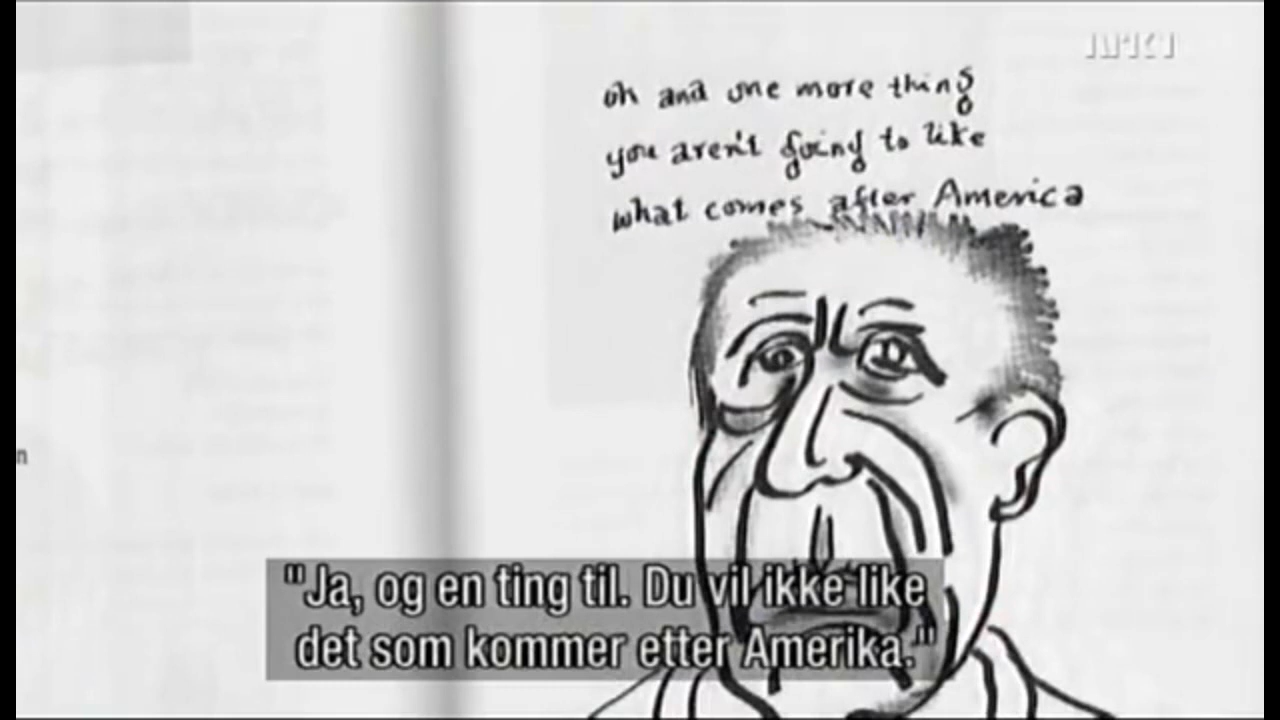 NRK1
oh and one more thing
you aren't going to like
what comes after America
n
"Ja, og en ting til. Du vil ikke like
det som kommer etter Amerika."